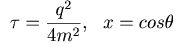 τ = q²/4m², x = cosθ